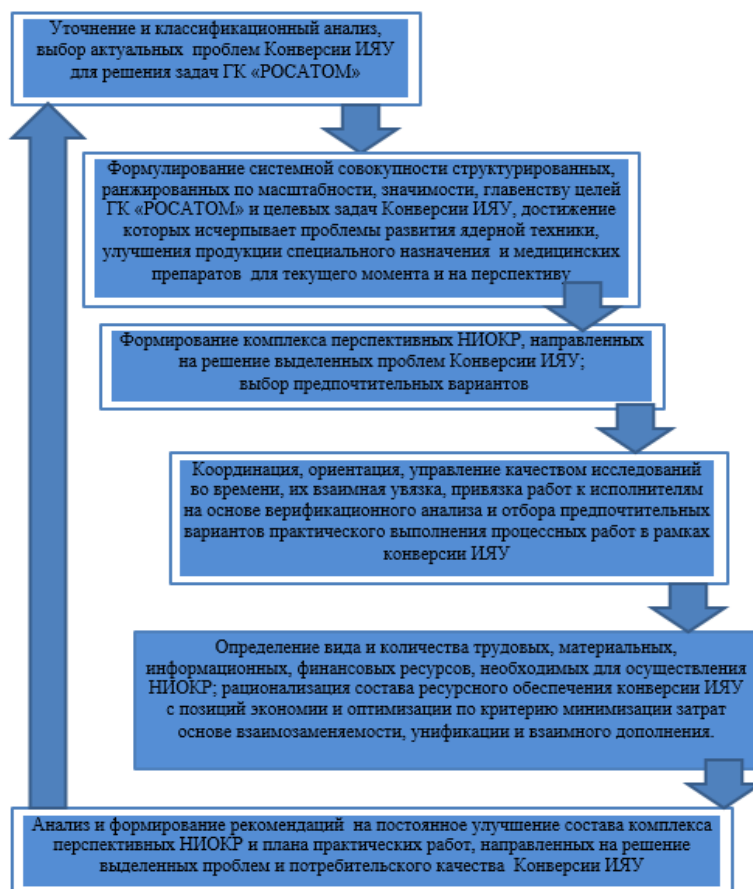 Уточнение и классификационный анализ,
выбор актуальных проблем Конверсии ИЯУ
для решения задач ГК «РОСАТОМ»
Формулирование системной совокупности структурированных,
ранжированных по масштабности, значимости, главенству целей
ГК «РОСАТОМ» и целевых задач Конверсии ИЯУ, достижение
которых исчерпывает проблемы развития ядерной техники,
улучшения продукции специального назначения и медицинских
препаратов для текущего момента и на перспективу
Формирование комплекса перспективных НИОКР, направленных
на решение выделенных проблем Конверсии ИЯУ;
выбор предпочтительных вариантов
Координация, ориентация, управление качеством исследований
во времени, их взаимная увязка, привязка работ к исполнителям
на основе верификационного анализа и отбора предпочтительных
вариантов практического выполнения процессных работ в рамках
конверсии ИЯУ
Определение вида и количества трудовых, материальных,
информационных, финансовых ресурсов, необходимых для осуществления
НИОКР; рационализация состава ресурсного обеспечения конверсии ИЯУ
с позиций экономии и оптимизации по критерию минимизации затрат
основе взаимозаменяемости, унификации и взаимного дополнения.
Анализ и формирование рекомендаций на постоянное улучшение состава комплекса
перспективных НИОКР и плана практических работ, направленных на решение
выделенных проблем и потребительского качества Конверсии ИЯУ